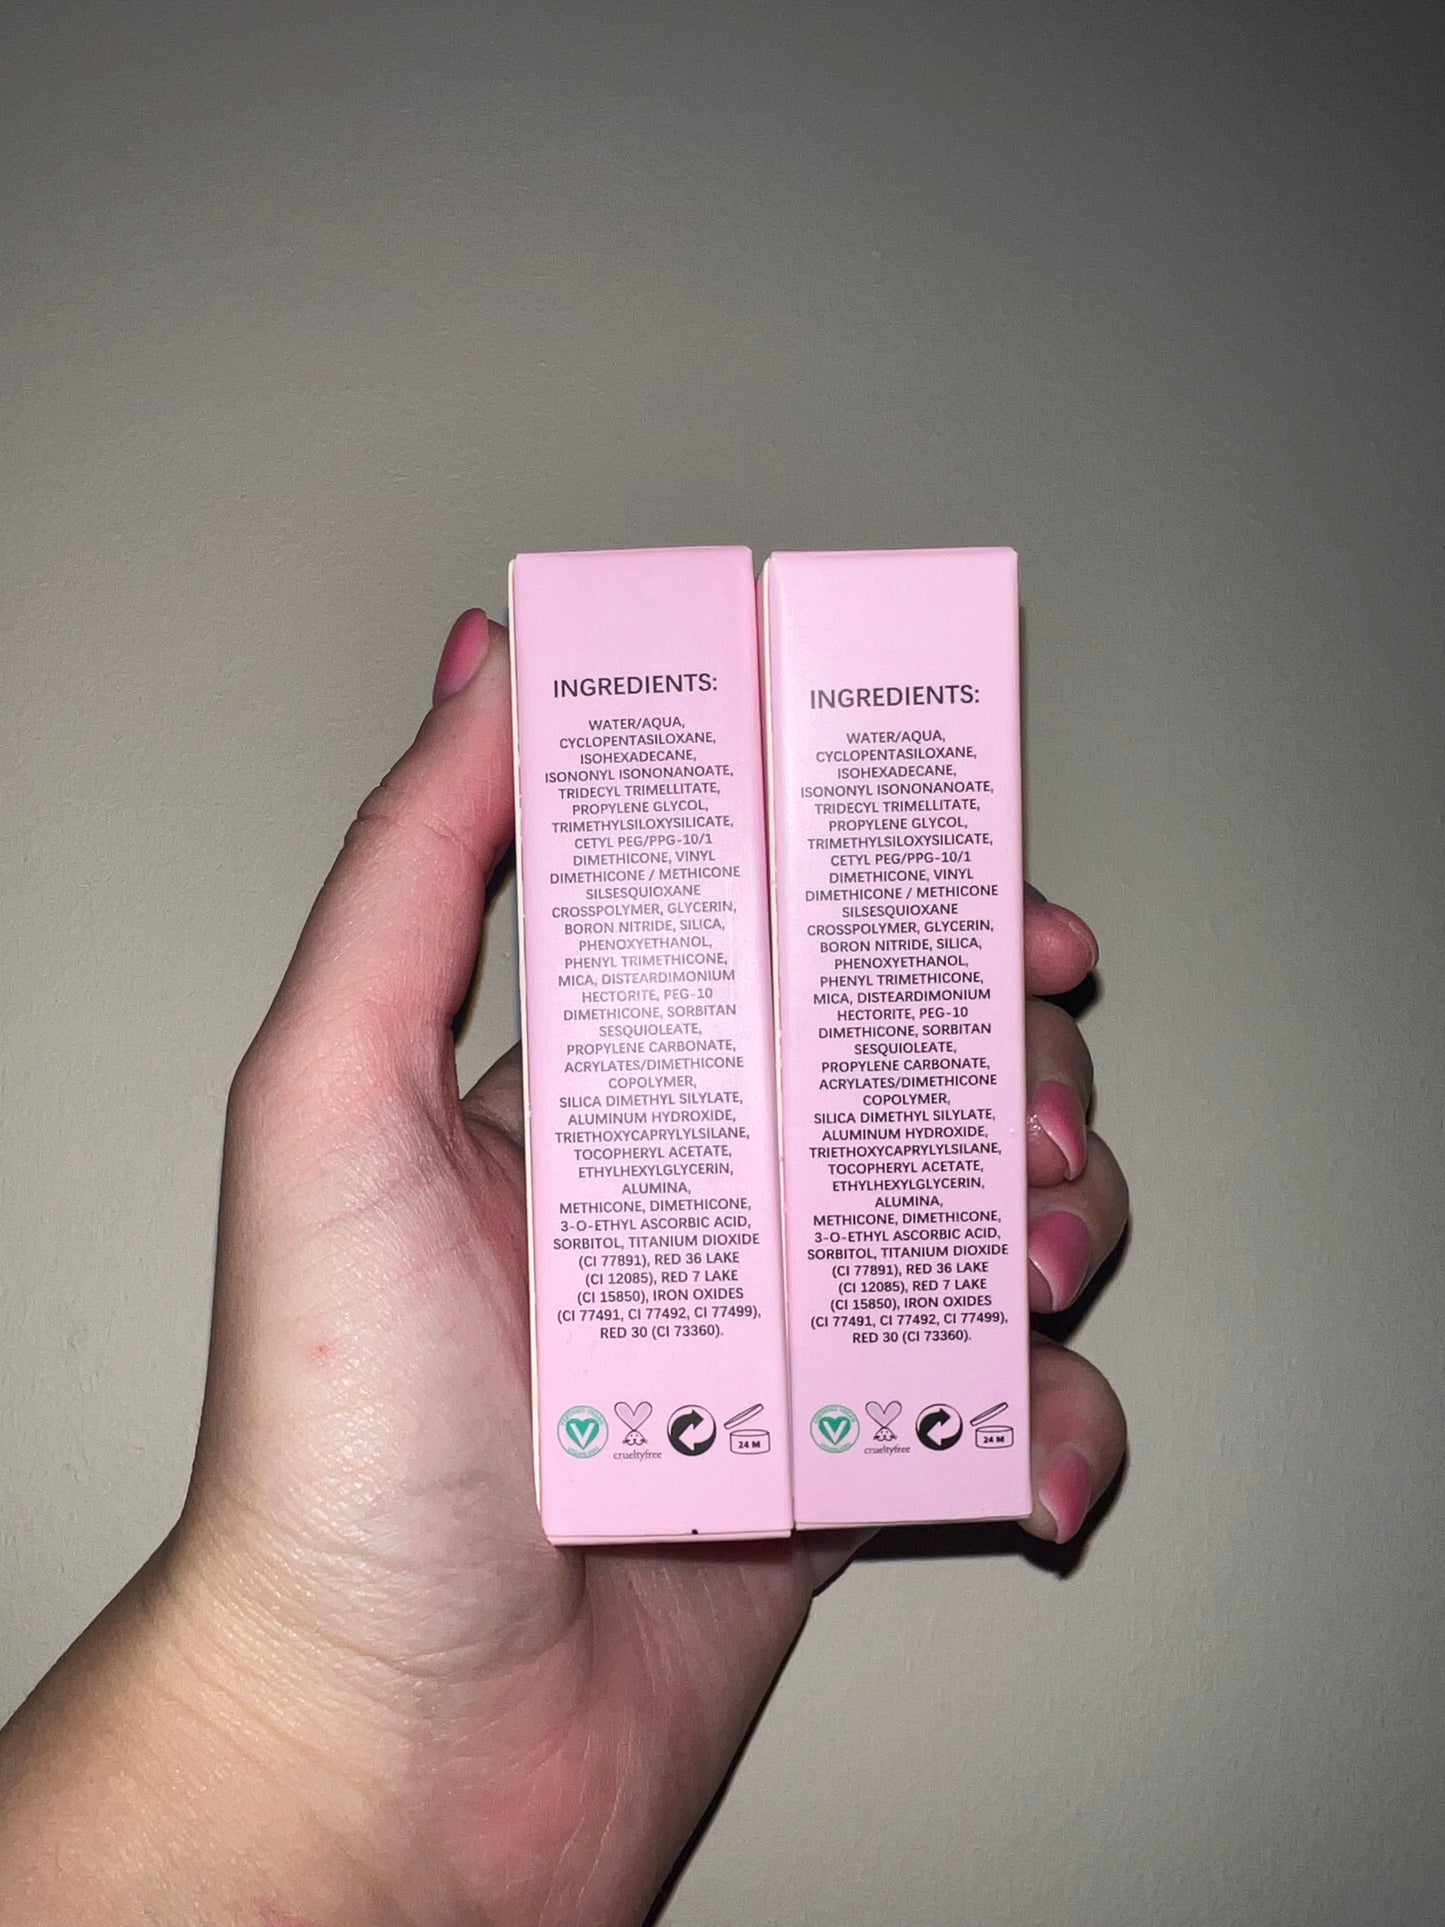 INGREDIENTS:
WATER/AQUA,
CYCLOPENTASILOXANE,
ISOHEXADECANE,
ISONONYL ISONONANOATE,
TRIDECYL TRIMELLITATE,
PROPYLENE GLYCOL,
TRIMETHYLSILOXYSILICATE,
CETYL PEG/PPG-10/1
DIMETHICONE, VINYL
DIMETHICONE / METHICONE
SILSESQUIOXANE
CROSSPOLYMER, GLYCERIN,
BORON NITRIDE, SILICA,
PHENOXYETHANOL,
PHENYL TRIMETHICONE,
MICA, DISTEARDIMONIUM
HECTORITE, PEG-10
DIMETHICONE, SORBITAN
SESQUIOLEATE,
PROPYLENE CARBONATE,
ACRYLATES/DIMETHICONE
COPOLYMER,
SILICA DIMETHYL SILYLATE,
ALUMINUM HYDROXIDE,
TRIETHOXYCAPRYLYLSILANE,
TOCOPHERYL ACETATE,
ETHYLHEXYLGLYCERIN,
ALUMINA,
METHICONE, DIMETHICONE,
3-O-ETHYL ASCORBIC ACID,
SORBITOL, TITANIUM DIOXIDE
(CI 77891), RED 36 LAKE
(CI 12085), RED 7 LAKE
(CI 15850), IRON OXIDES
(CI 77491, CI 77492, CI 77499),
RED 30 (CI 73360).
V
crueltyfree
24 M
INGREDIENTS:
WATER/AQUA,
CYCLOPENTASILOXANE,
ISOHEXADECANE,
ISONONYL ISONONANOATE,
TRIDECYL TRIMELLITATE,
PROPYLENE GLYCOL,
TRIMETHYLSILOXYSILICATE,
CETYL PEG/PPG-10/1
DIMETHICONE, VINYL
DIMETHICONE / METHICONE
SILSESQUIOXANE
CROSSPOLYMER, GLYCERIN,
BORON NITRIDE, SILICA,
PHENOXYETHANOL,
PHENYL TRIMETHICONE,
MICA, DISTEARDIMONIUM
HECTORITE, PEG-10
DIMETHICONE, SORBITAN
SESQUIOLEATE,
PROPYLENE CARBONATE,
ACRYLATES/DIMETHICONE
COPOLYMER,
SILICA DIMETHYL SILYLATE,
ALUMINUM HYDROXIDE,
TRIETHOXYCAPRYLYLSILANE,
TOCOPHERYL ACETATE,
ETHYLHEXYLGLYCERIN,
ALUMINA,
METHICONE, DIMETHICONE,
3-O-ETHYL ASCORBIC ACID,
SORBITOL, TITANIUM DIOXIDE
(CI 77891), RED 36 LAKE
(CI 12085), RED 7 LAKE
(CI 15850), IRON OXIDES
(CI 77491, CI 77492, CI 77499),
RED 30 (CI 73360).
V
crueltyfree
24 M